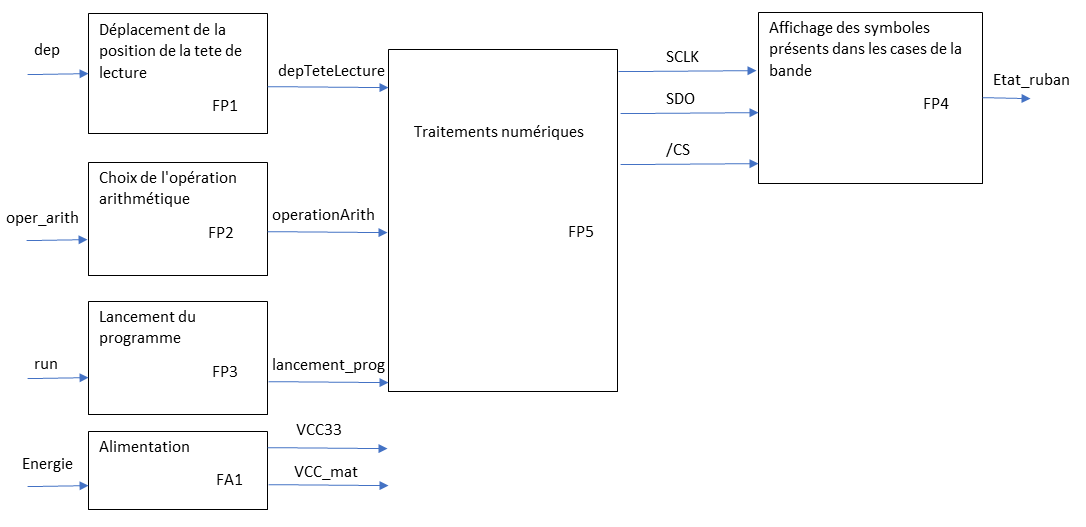 dep
Déplacement de la
position de la tete de
lecture
FP1
depTeteLecture
Traitements numériques
FP5
SCLK
SDO
/CS
Affichage des symboles
présents dans les cases de la
bande
FP4
Etat_ruban
oper_arith
Choix de l'opération
arithmétique
FP2
operationArith
run
Lancement du
programme
FP3
lancement_prog
Energie
Alimentation
FA1
VCC33
VCC_mat